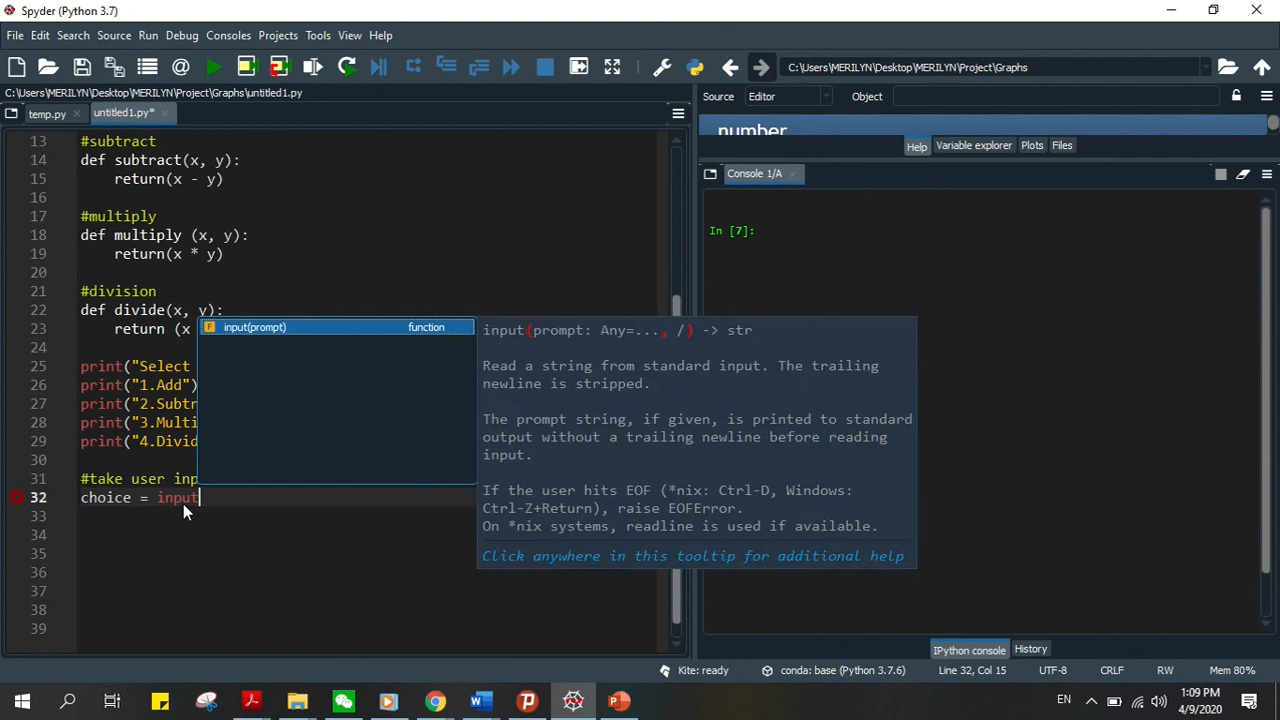 Spyder (Python 3.7)
File Edit Search Source Run Debug Consoles Projects Tools View Help
C:\Users\MERILYN\Desktop\MERILYN\Project\Graphs
C:\Users\MERILYN\Desktop\MERILYN\Project\Graphs\untitled1.py
temp.py untitled1.py*
Source Editor Object
number
Help Variable explorer Plots Files
Console 1/A
In [7]:
13 #subtract
14 def subtract(x, y):
15 return(x - y)
16
17 #multiply
18 def multiply (x, y):
19 return(x * y)
20
21 #division
22 def divide(x, y):
23 return (x
24
25 print("Select
26 print("1.Add")
27 print("2.Subtr
28 print("3.Multi
29 print("4.Divid
30
31 #take user inp
32 choice = input
33
34
35
36
37
38
39
input(prompt) function
input(prompt: Any=..., /) -> str
Read a string from standard input. The trailing
newline is stripped.
The prompt string, if given, is printed to standard
output without a trailing newline before reading
input.
If the user hits EOF (*nix: Ctrl-D, Windows:
Ctrl-Z+Return), raise EOFError.
On *nix systems, readline is used if available.
Click anywhere in this tooltip for additional help
IPython console History
Kite: ready conda: base (Python 3.7.6) Line 32, Col 15 UTF-8 CRLF RW Mem 80%
EN 1:09 PM
4/9/2020